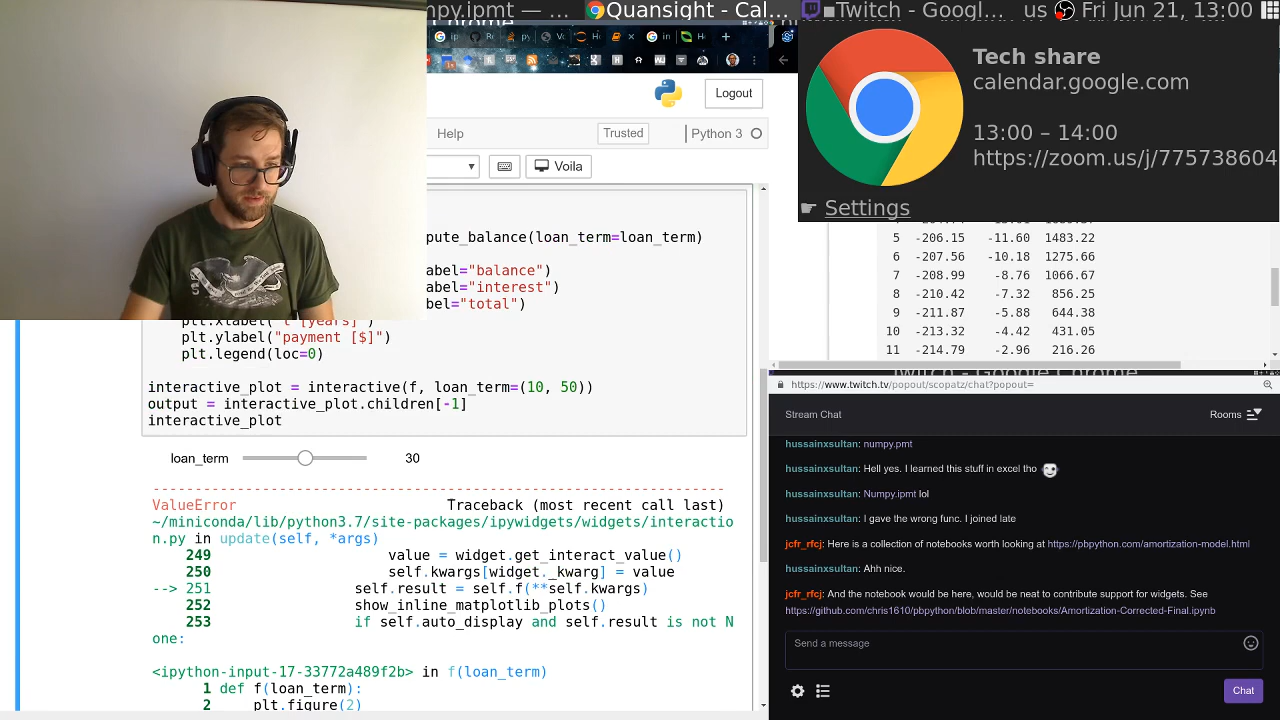 npy.ipmt — …
Quansight - Cal…
Twitch - Googl…
us
Fri Jun 21, 13:00
Tech share
calendar.google.com
13:00 – 14:00
https://zoom.us/j/775738604
Settings
Logout
Help
Trusted
Python 3
Voila
pute_balance(loan_term=loan_term)
abel="balance")
abel="interest")
bel="total")
plt.xlabel("t [years]")
plt.ylabel("payment [$]")
plt.legend(loc=0)
interactive_plot = interactive(f, loan_term=(10, 50))
output = interactive_plot.children[-1]
interactive_plot
loan_term
30
ValueError Traceback (most recent call last)
~/miniconda/lib/python3.7/site-packages/ipywidgets/widgets/interactio
n.py in update(self, *args)
249 value = widget.get_interact_value()
250 self.kwargs[widget._kwarg] = value
--> 251 self.result = self.f(**self.kwargs)
252 show_inline_matplotlib_plots()
253 if self.auto_display and self.result is not N
one:
<ipython-input-17-33772a489f2b> in f(loan_term)
1 def f(loan_term):
2 plt.figure(2)
5 -206.15 -11.60 1483.22
6 -207.56 -10.18 1275.66
7 -208.99 -8.76 1066.67
8 -210.42 -7.32 856.25
9 -211.87 -5.88 644.38
10 -213.32 -4.42 431.05
11 -214.79 -2.96 216.26
Twitch - Google Chrome
https://www.twitch.tv/popout/scopatz/chat?popout=
Stream Chat
Rooms
hussainxsultan: numpy.pmt
hussainxsultan: Hell yes. I learned this stuff in excel tho
hussainxsultan: Numpy.ipmt lol
hussainxsultan: I gave the wrong func. I joined late
jcfr_rfcj: Here is a collection of notebooks worth looking at https://pbpython.com/amortization-model.html
hussainxsultan: Ahh nice.
jcfr_rfcj: And the notebook would be here, would be neat to contribute support for widgets. See
https://github.com/chris1610/pbpython/blob/master/notebooks/Amortization-Corrected-Final.ipynb
Send a message
Chat